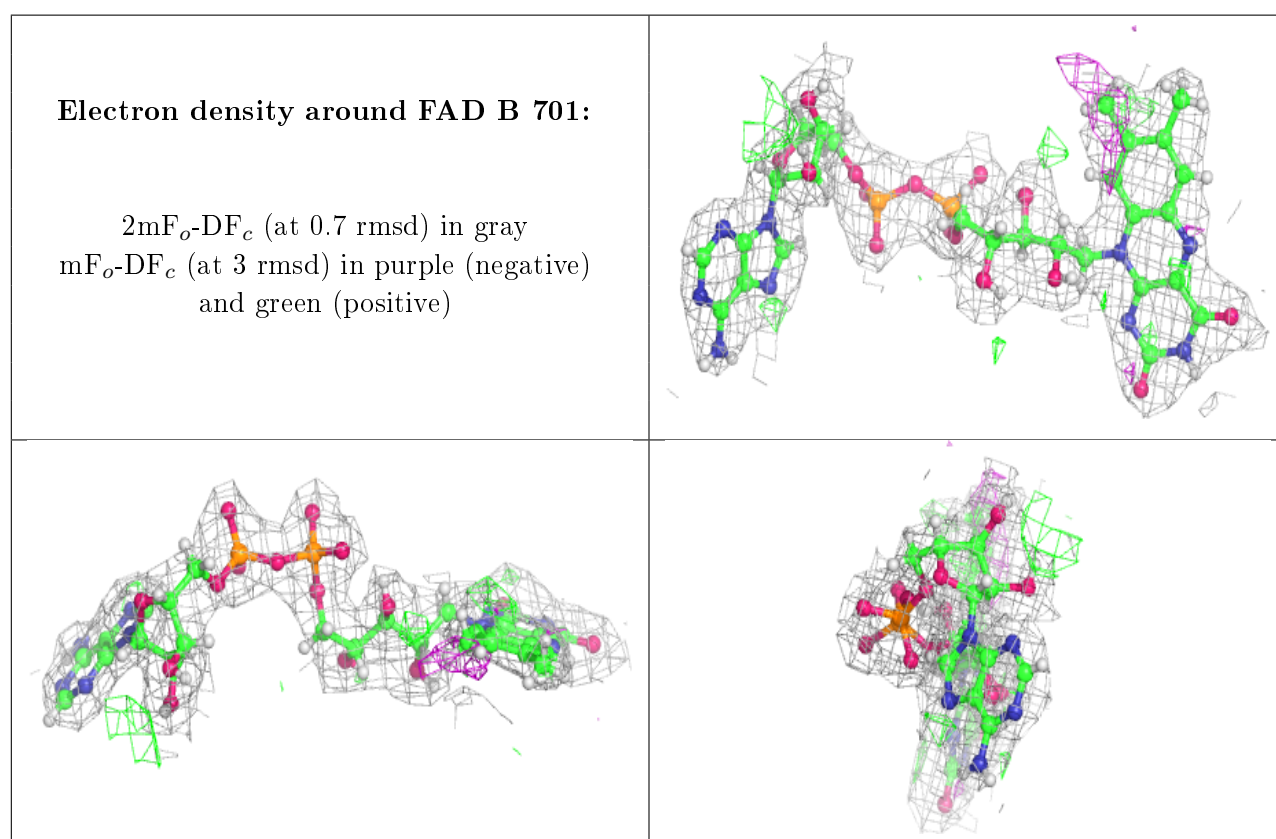 Electron density around FAD B 701:
2mFo-DFc (at 0.7 rmsd) in gray
mFo-DFc (at 3 rmsd) in purple (negative)
and green (positive)